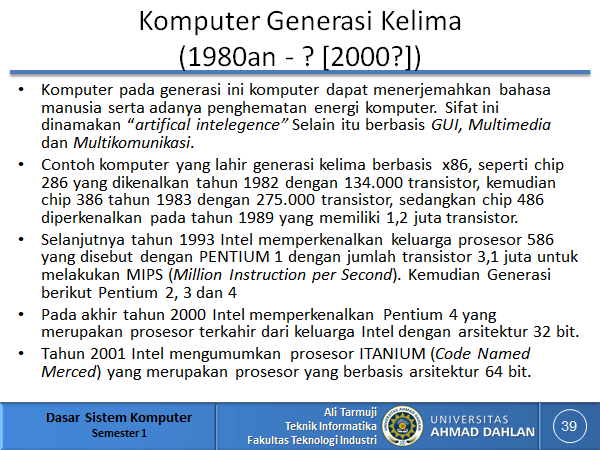 Komputer Generasi Kelima
(1980an - ? [2000?])
• Komputer pada generasi ini komputer dapat menerjemahkan bahasa
manusia serta adanya penghematan energi komputer. Sifat ini
dinamakan “artifical intelegence” Selain itu berbasis GUI, Multimedia
dan Multikomunikasi.
• Contoh komputer yang lahir generasi kelima berbasis x86, seperti chip
286 yang dikenalkan tahun 1982 dengan 134.000 transistor, kemudian
chip 386 tahun 1983 dengan 275.000 transistor, sedangkan chip 486
diperkenalkan pada tahun 1989 yang memiliki 1,2 juta transistor.
• Selanjutnya tahun 1993 Intel memperkenalkan keluarga prosesor 586
yang disebut dengan PENTIUM 1 dengan jumlah transistor 3,1 juta untuk
melakukan MIPS (Million Instruction per Second). Kemudian Generasi
berikut Pentium 2, 3 dan 4
• Pada akhir tahun 2000 Intel memperkenalkan Pentium 4 yang
merupakan prosesor terkahir dari keluarga Intel dengan arsitektur 32 bit.
• Tahun 2001 Intel mengumumkan prosesor ITANIUM (Code Named
Merced) yang merupakan prosesor yang berbasis arsitektur 64 bit.
Dasar Sistem Komputer
Semester 1
Ali Tarmuji
Teknik Informatika
Fakultas Teknologi Industri
UNIVERSITAS
AHMAD DAHLAN
39